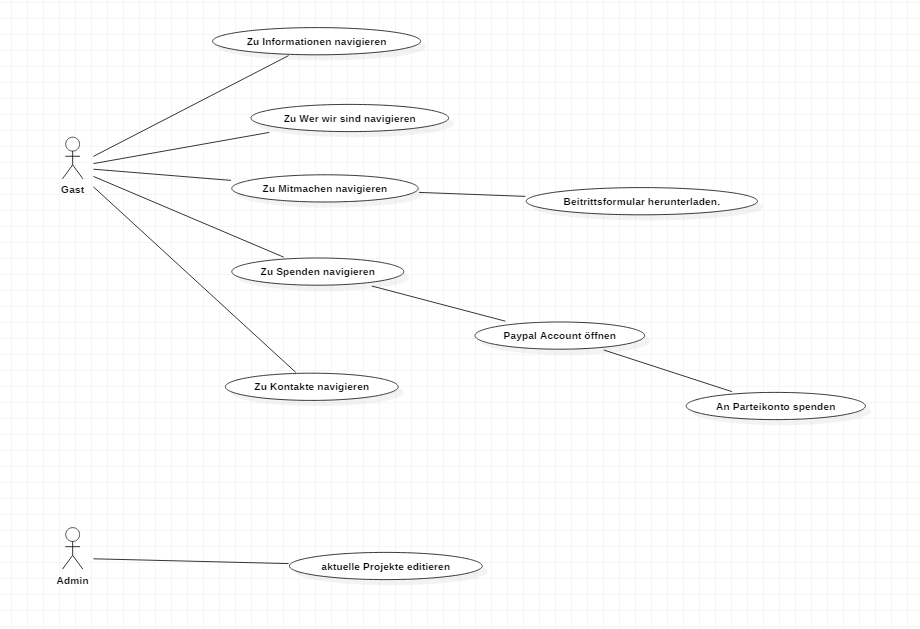 Zu Informationen navigieren
Zu Wer wir sind navigieren
Gast
Zu Mitmachen navigieren
Beitrittsformular herunterladen.
Zu Spenden navigieren
Paypal Account öffnen
Zu Kontakte navigieren
An Parteikonto spenden
Admin
aktuelle Projekte editieren